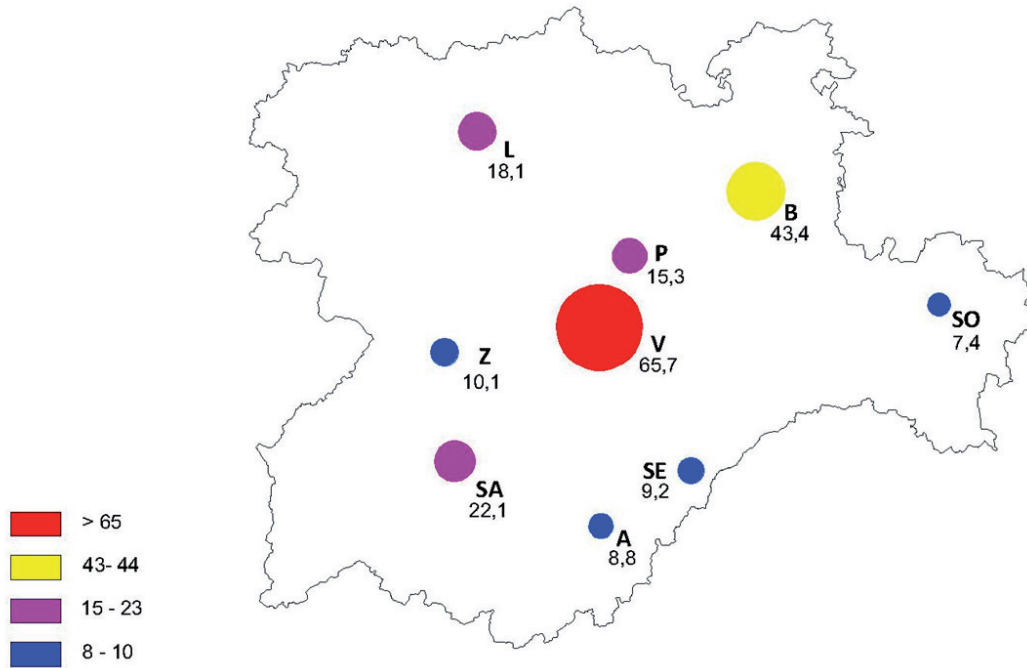 L
18,1
B
43,4
P
15,3
SO
7,4
V
65,7
Z
10,1
SE
9,2
SA
22,1
A
8,8
> 65
43- 44
15 - 23
8 - 10